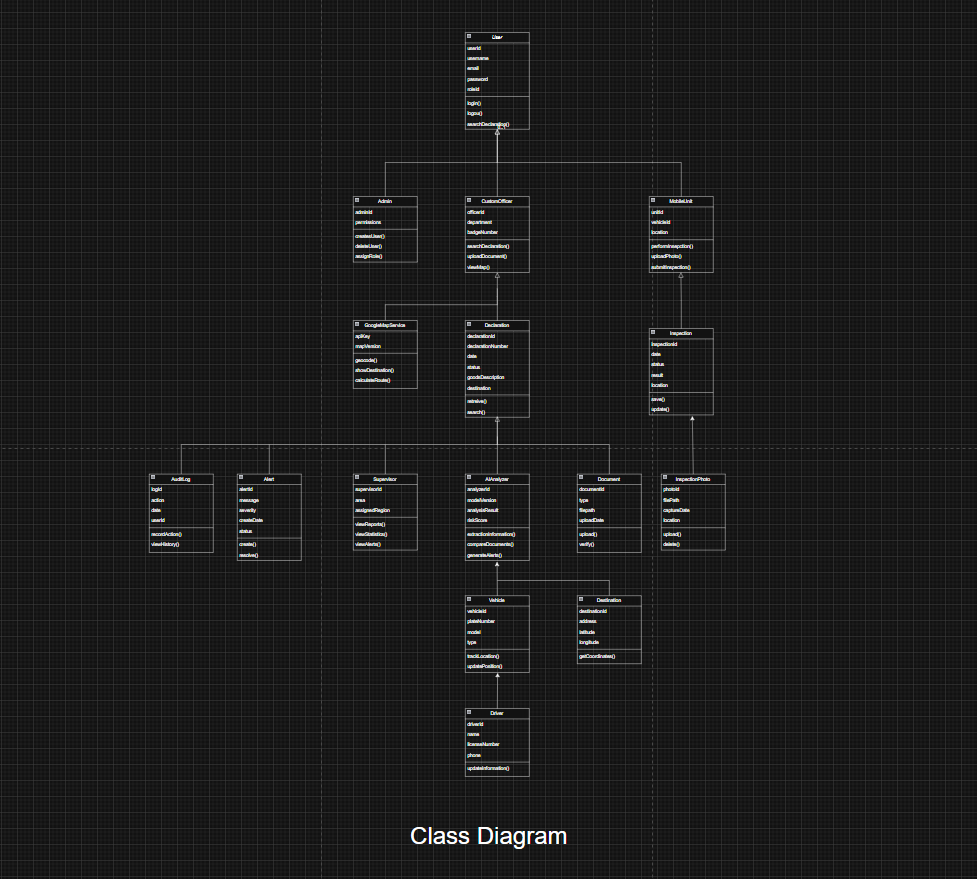 User
userId
username
email
password
roleId
login()
logou()
searchDeclaration()
Admin
adminId
permissions
createsUser()
deleteUser()
assignRole()
CustomOfficer
officerId
department
badgeNumber
searchDeclaration()
uploadDocument()
viewMap()
MobileUnit
unitId
vehicleId
location
performInsepction()
uploadPhoto()
submitInspection()
GoogleMapService
apiKey
mapVersion
geocode()
showDestination()
calculateRoute()
Declaration
declarationId
declarationNumber
date
status
goodsDescription
destination
retreive()
search()
Inspection
inspectionId
date
status
result
location
save()
update()
AuditLog
logId
action
date
userId
recordAction()
viewHistory()
Alert
alertId
message
severity
createDate
status
create()
resolve()
Supervisor
supervisorId
area
assignedRegion
viewReports()
viewStatistics()
viewAlerts()
AIAnalyzer
analyzerId
modelVersion
analysisResult
riskScore
extractionInformation()
compareDocuments()
generateAlerts()
Document
documentId
type
filepath
uploadDate
upload()
verify()
InspectionPhoto
photoId
filePath
captureDate
location
upload()
delete()
Vehicle
vehicleId
plateNumber
model
type
trackLocation()
updatePosition()
Destination
destinationId
address
latitude
longitude
getCoordinates()
Driver
driverId
name
licenseNumber
phone
updateInformation()
Class Diagram